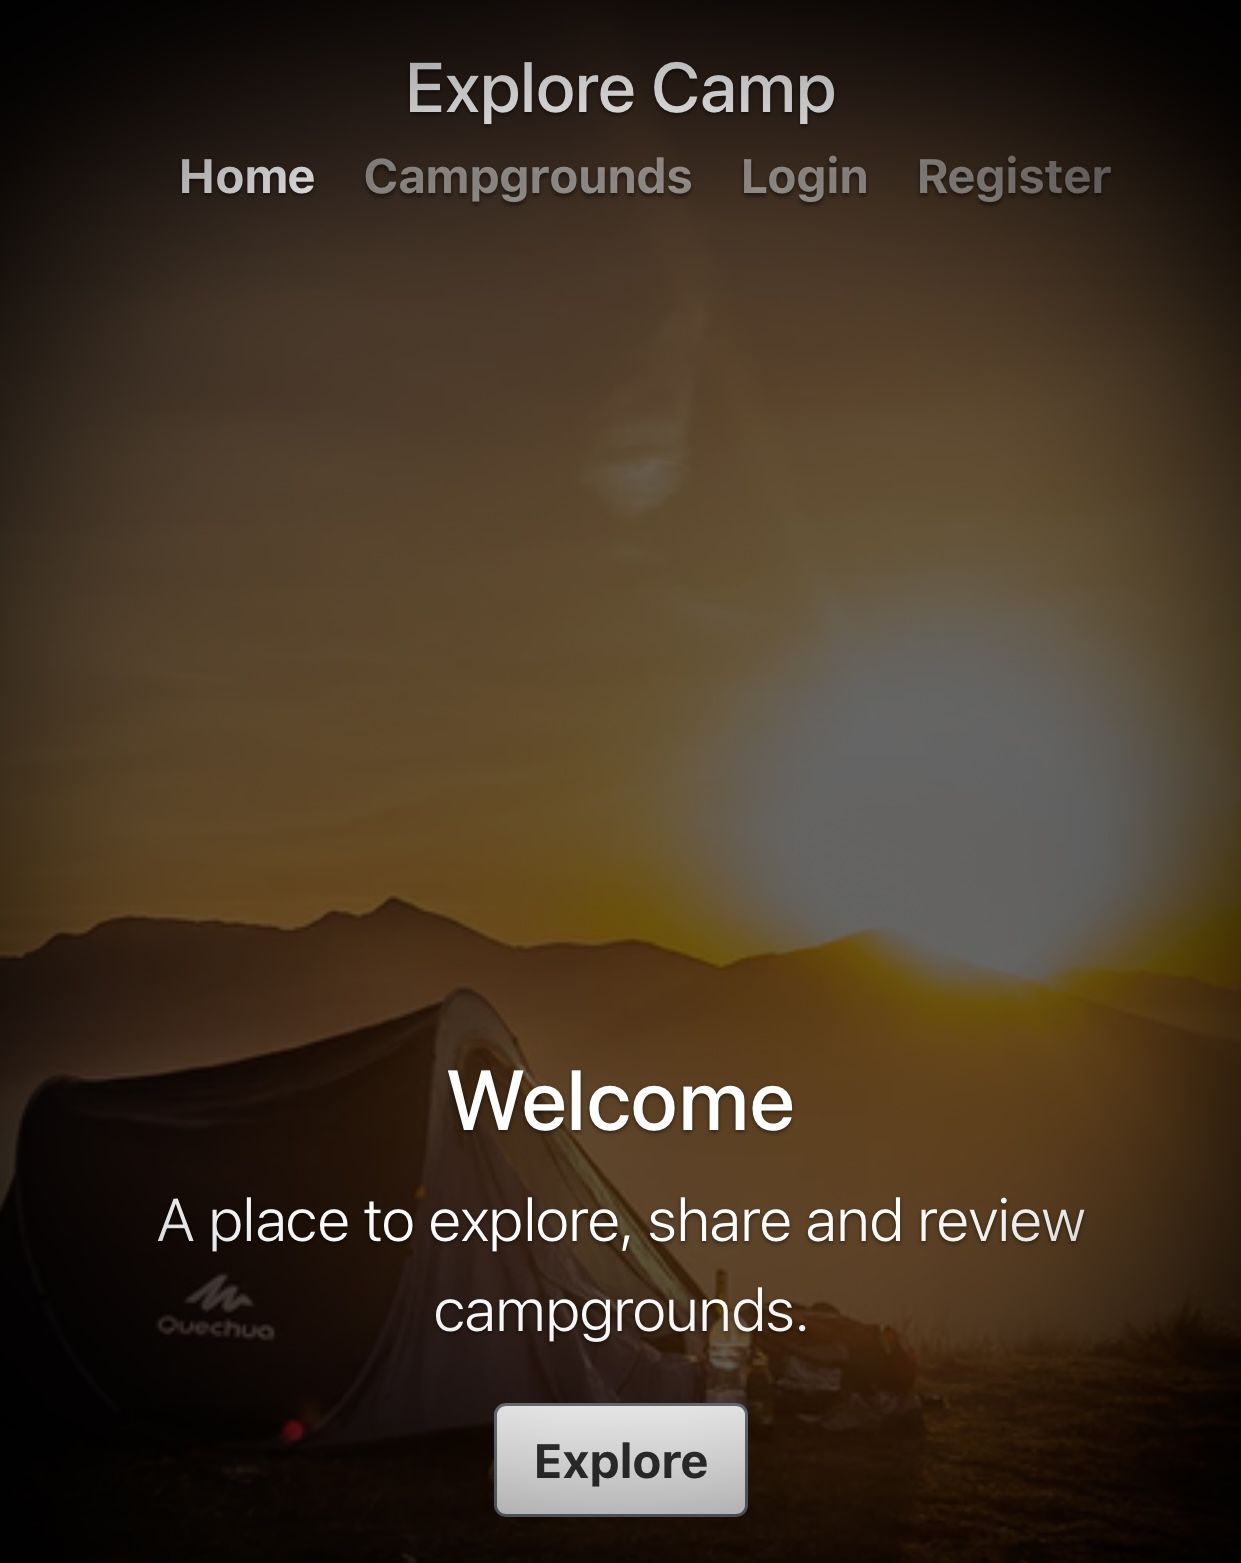 Explore Camp
Home Campgrounds Login Register
Welcome
A place to explore, share and review
campgrounds.
Quechua
Explore